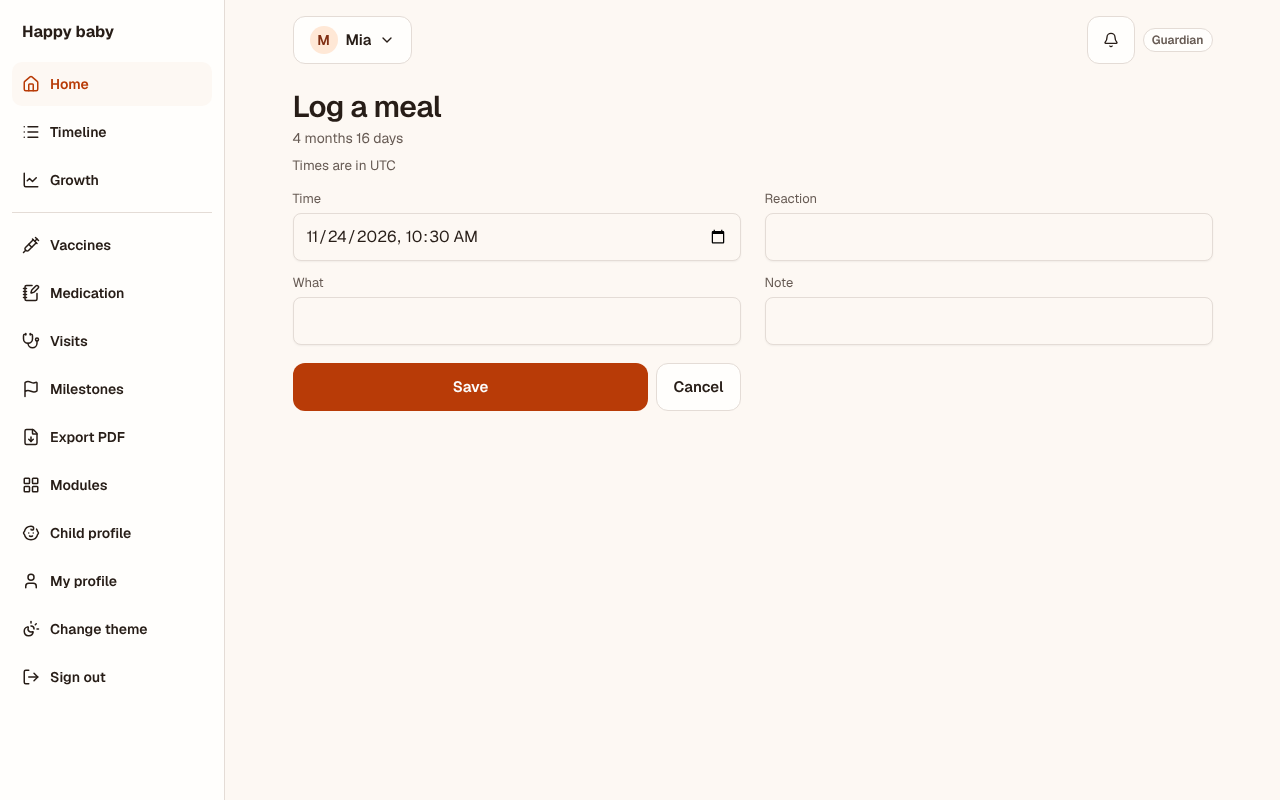 Happy baby
Home
Timeline
Growth
Vaccines
Medication
Visits
Milestones
Export PDF
Modules
Child profile
My profile
Change theme
Sign out
M Mia
Guardian
Log a meal
4 months 16 days
Times are in UTC
Time
11/24/2026, 10:30 AM
Reaction
What
Note
Save
Cancel